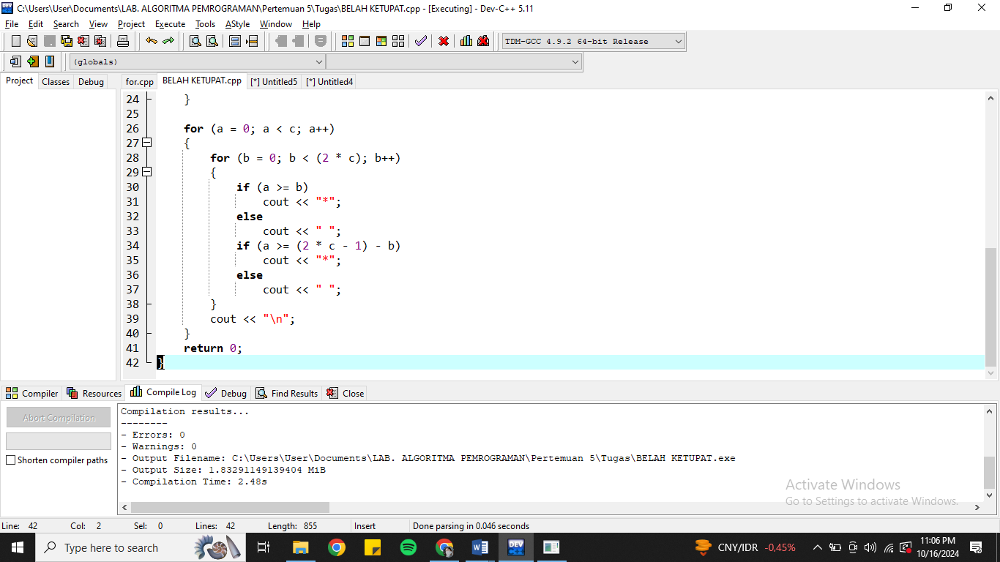 C:\Users\User\Documents\LAB. ALGORITMA PEMROGRAMAN\Pertemuan 5\Tugas\BELAH KETUPAT.cpp - [Executing] - Dev-C++ 5.11
File Edit Search View Project Execute Tools AStyle Window Help
TDM-GCC 4.9.2 64-bit Release
(globals)
Project Classes Debug for.cpp BELAH KETUPAT.cpp [*] Untitled5 [*] Untitled4
24 }
25
26 for (a = 0; a < c; a++)
27 {
28 for (b = 0; b < (2 * c); b++)
29 {
30 if (a >= b)
31 cout << "*";
32 else
33 cout << " ";
34 if (a >= (2 * c - 1) - b)
35 cout << "*";
36 else
37 cout << " ";
38 }
39 cout << "\n";
40 }
41 return 0;
42 }
Compiler Resources Compile Log Debug Find Results Close
Abort Compilation
Shorten compiler paths
Compilation results...
--------
- Errors: 0
- Warnings: 0
- Output Filename: C:\Users\User\Documents\LAB. ALGORITMA PEMROGRAMAN\Pertemuan 5\Tugas\BELAH KETUPAT.exe
- Output Size: 1.83291149139404 MiB
- Compilation Time: 2.48s
Activate Windows
Go to Settings to activate Windows.
Line: 42 Col: 2 Sel: 0 Lines: 42 Length: 855 Insert Done parsing in 0.046 seconds
Type here to search
DEV
CNY/IDR -0,45%
11:06 PM
10/16/2024